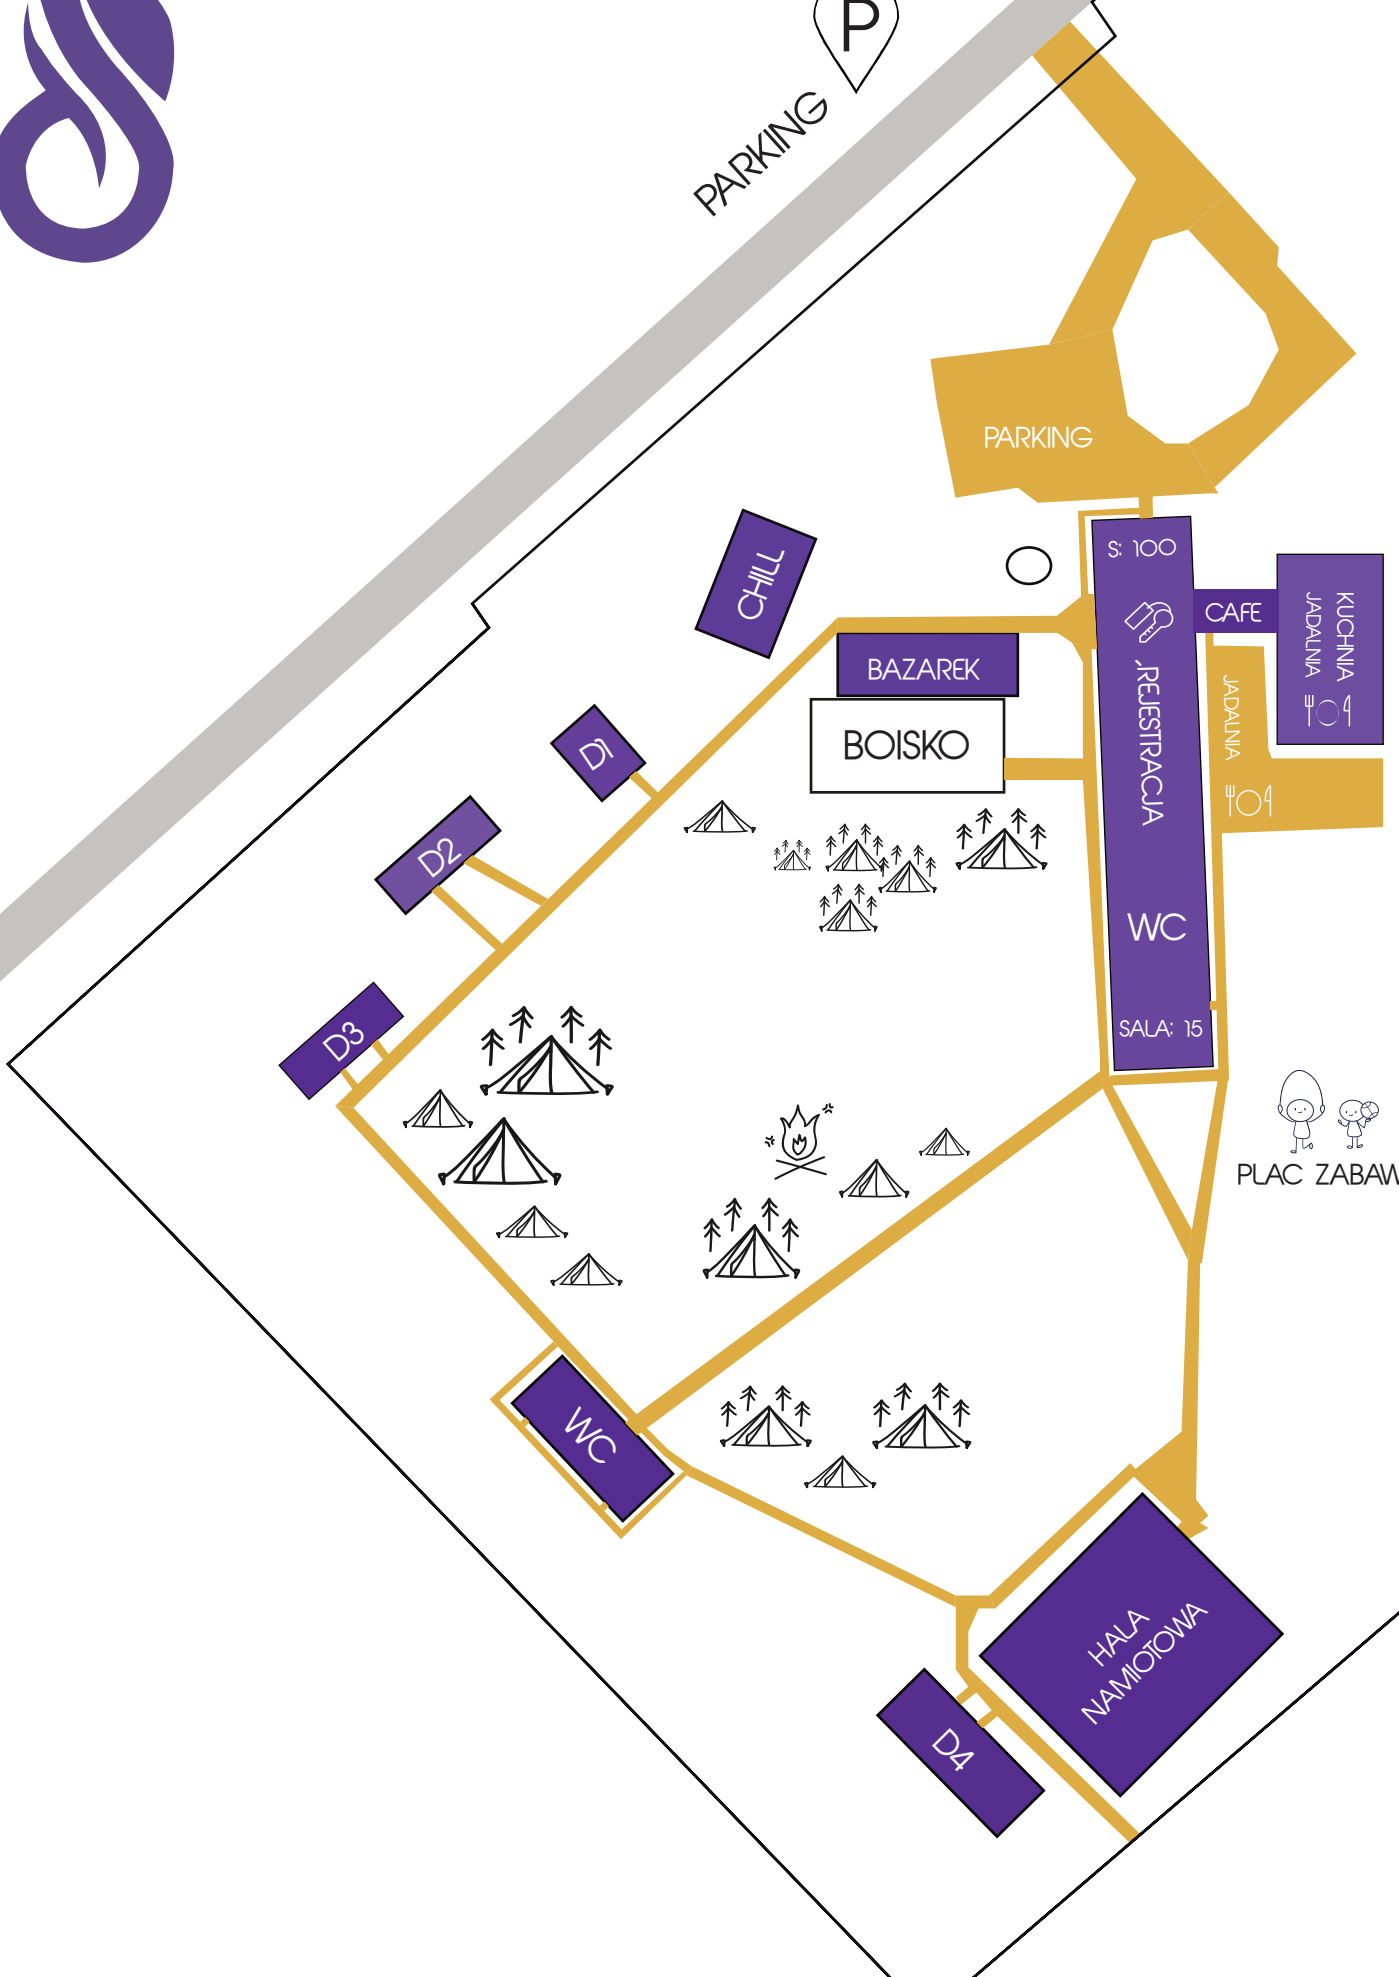 P
PARKING
PARKING
S: 100
CHILL
CAFE
KUCHNIA
JADALNIA
BAZAREK
REJESTRACJA
JADALNIA
BOISKO
D1
D2
WC
D3
SALA: 15
PLAC ZABAW
WC
HALA
NAMIOTOWA
D4